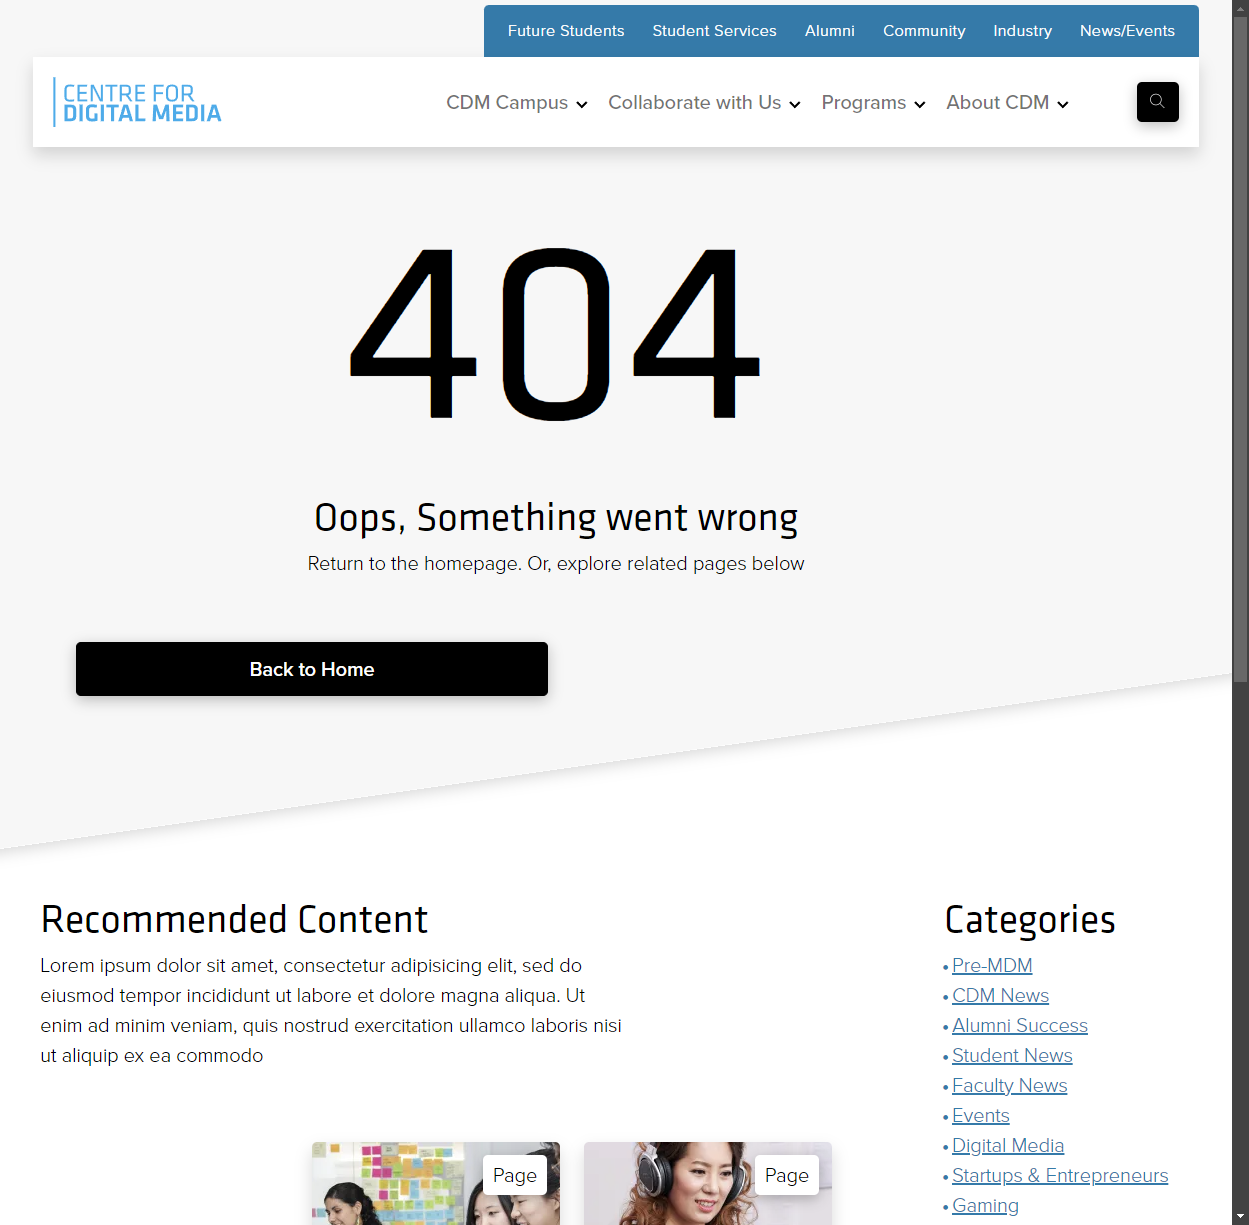 Future Students Student Services Alumni Community Industry News/Events
CENTRE FOR
DIGITAL MEDIA
CDM Campus Collaborate with Us Programs About CDM
404
Oops, Something went wrong
Return to the homepage. Or, explore related pages below
Back to Home
Recommended Content
Lorem ipsum dolor sit amet, consectetur adipisicing elit, sed do
eiusmod tempor incididunt ut labore et dolore magna aliqua. Ut
enim ad minim veniam, quis nostrud exercitation ullamco laboris nisi
ut aliquip ex ea commodo
Page
Page
Categories
• Pre-MDM
• CDM News
• Alumni Success
• Student News
• Faculty News
• Events
• Digital Media
• Startups & Entrepreneurs
• Gaming